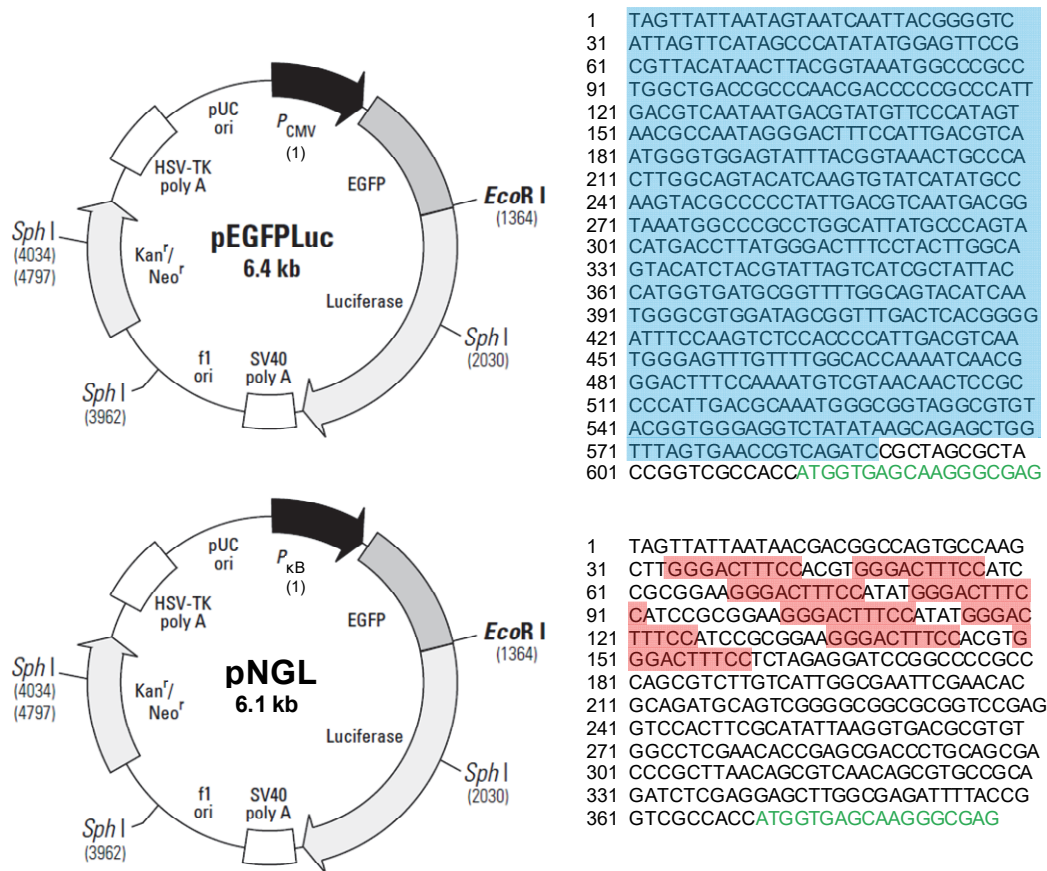 pUC
ori
P CMV
(1)
HSV-TK
poly A
EGFP
EcoR I
(1364)
Sph I
(4034)
(4797)
pEGFPLuc
6.4 kb
Kanr/
Neor
Luciferase
Sph I
(2030)
f1
ori
SV40
poly A
Sph I
(3962)
1 TAGTTATTAATAGTAATCAATTACGGGGTC
31 ATTAGTTCATAGCCCATATATGGAGTTCCG
61 CGTTACATAACTTACGGTAAATGGCCCGCC
91 TGGCTGACCGCCCAACGACCCCCGCCCATT
121 GACGTCAATAATGACGTATGTTCCCATAGT
151 AACGCCAATAGGGACTTTCCATTGACGTCA
181 ATGGGTGGAGTATTTACGGTAAACTGCCCA
211 CTTGGCAGTACATCAAGTGTATCATATGCC
241 AAGTACGCCCCCTATTGACGTCAATGACGG
271 TAAATGGCCCGCCTGGCATTATGCCCAGTA
301 CATGACCTTATGGGACTTTCCTACTTGGCA
331 GTACATCTACGTATTAGTCATCGCTATTAC
361 CATGGTGATGCGGTTTTGGCAGTACATCAA
391 TGGGCGTGGATAGCGGTTTGACTCACGGGG
421 ATTTCCAAGTCTCCACCCCATTGACGTCAA
451 TGGGAGTTTGTTTTGGCACCAAAATCAACG
481 GGACTTTCCAAAATGTCGTAACAACTCCGC
511 CCCATTGACGCAAATGGGCGGTAGGCGTGT
541 ACGGTGGGAGGTCTATATAAGCAGAGCTGG
571 TTTAGTGAACCGTCAGATCCGCTAGCGCTA
601 CCGGTCGCCACCATGGTGAGCAAGGGCGAG
pUC
ori
P κB
(1)
HSV-TK
poly A
EGFP
EcoR I
(1364)
Sph I
(4034)
(4797)
pNGL
6.1 kb
Kanr/
Neor
Luciferase
Sph I
(2030)
f1
ori
SV40
poly A
Sph I
(3962)
1 TAGTTATTAATAACGACGGCCAGTGCCAAG
31 CTTGGGACTTTCCACGTGGGACTTTCCATC
61 CGCGGAAGGGACTTTCCATATGGGACTTTC
91 CATCCGCGGAAGGGACTTTCCATATGGGAC
121 TTTCCATCCGCGGAAGGGACTTTCCACGTG
151 GGACTTTCCTCTAGAGGATCCGGCCCCGCC
181 CAGCGTCTTGTCATTGGCGAATTCGAACAC
211 GCAGATGCAGTCGGGGCGGCGCGGTCCGAG
241 GTCCACTTCGCATATTAAGGTGACGCGTGT
271 GGCCTCGAACACCGAGCGACCCTGCAGCGA
301 CCCGCTTAACAGCGTCAACAGCGTGCCGCA
331 GATCTCGAGGAGCTTGGCGAGATTTTACCG
361 GTCGCCACCATGGTGAGCAAGGGCGAG